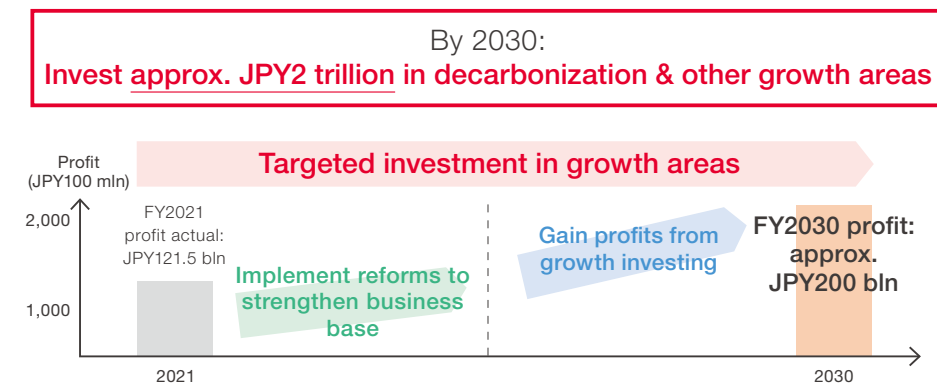 By 2030:
Invest approx. JPY2 trillion in decarbonization & other growth areas
Targeted investment in growth areas
Profit
(JPY100 mln)
2,000
1,000
FY2021
profit actual:
JPY121.5 bln
Implement reforms to
strengthen business
base
Gain profits from
growth investing
FY2030 profit:
approx.
JPY200 bln
2021
2030